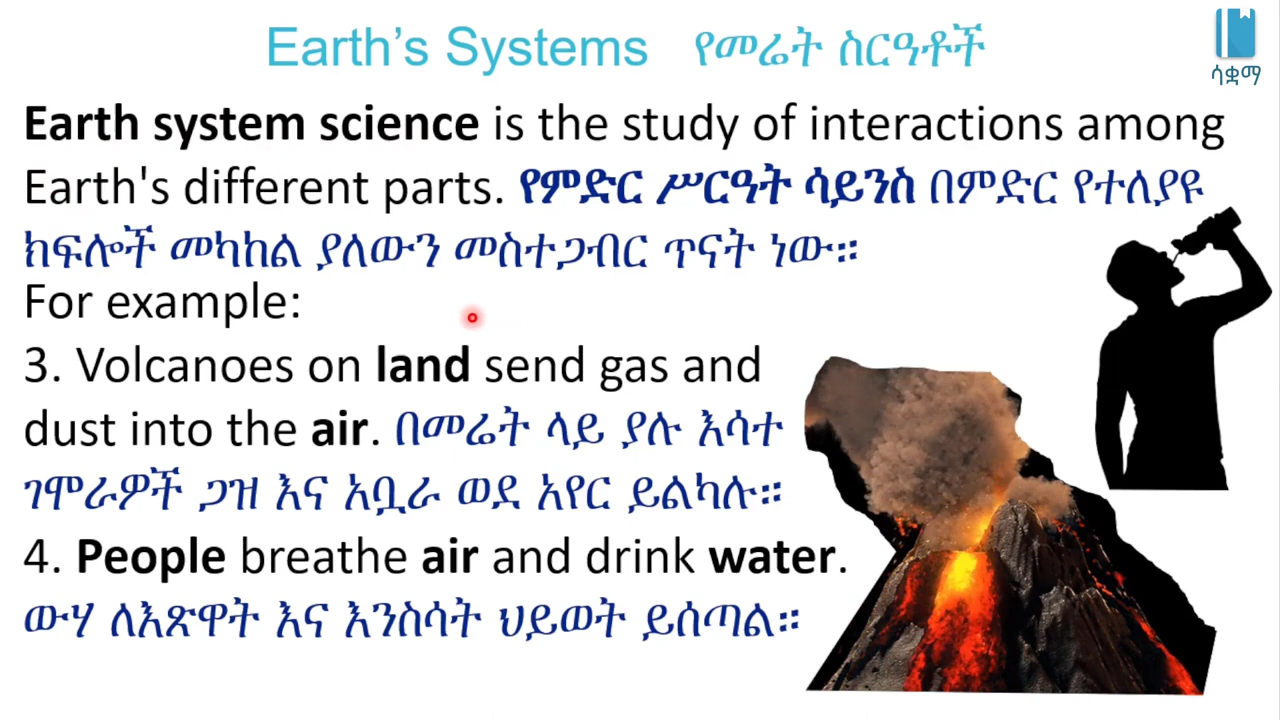 Earth’s Systems የመሬት ስርዓቶች
ሳቋማ
Earth system science is the study of interactions among
Earth's different parts. የምድር ሥርዓት ሳይንስ በምድር የተለያዩ
ክፍሎች መካከል ያለውን መስተጋብር ጥናት ነው።
For example:
3. Volcanoes on land send gas and
dust into the air. በመሬት ላይ ያሉ እሳተ
ገሞራዎች ጋዝ እና አቧራ ወደ አየር ይልካሉ።
4. People breathe air and drink water.
ውሃ ለእጽዋት እና እንስሳት ህይወት ይሰጣል።